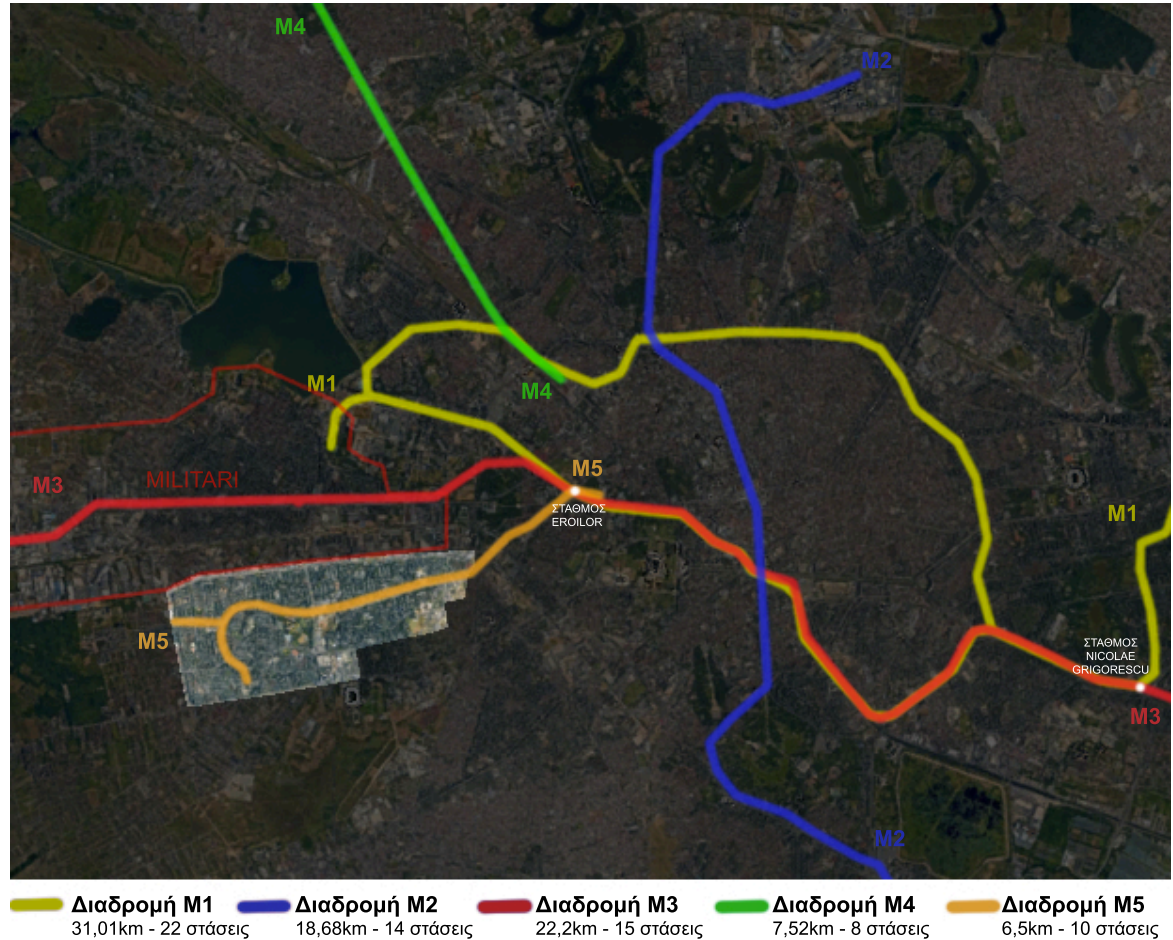 M4
M2
M1
M4
M5
MILITARI
M3
ΣΤΑΘΜΟΣ
EROILOR
M1
M5
ΣΤΑΘΜΟΣ
NICOLAE
GRIGORESCU
M3
M2
Διαδρομή M1
31,01km - 22 στάσεις
Διαδρομή M2
18,68km - 14 στάσεις
Διαδρομή M3
22,2km - 15 στάσεις
Διαδρομή M4
7,52km - 8 στάσεις
Διαδρομή M5
6,5km - 10 στάσεις